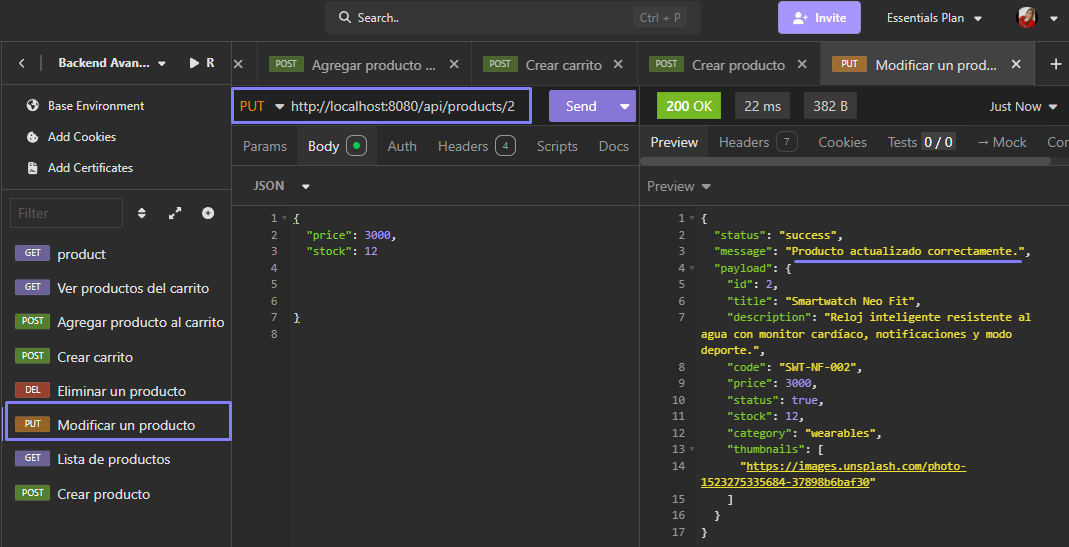 Search.. Ctrl + P Invite Essentials Plan
Backend Avan... R POST Agregar producto ... POST Crear carrito POST Crear producto PUT Modificar un prod...
Base Environment
Add Cookies
Add Certificates
Filter
GET product
GET Ver productos del carrito
POST Agregar producto al carrito
POST Crear carrito
DEL Eliminar un producto
PUT Modificar un producto
GET Lista de productos
POST Crear producto
PUT http://localhost:8080/api/products/2 Send
Params Body Auth Headers 4 Scripts Docs
JSON
1 {
2 "price": 3000,
3 "stock": 12
4
5
6
7 }
8
200 OK 22 ms 382 B Just Now
Preview Headers 7 Cookies Tests 0 / 0 → Mock Cor
Preview
1 {
2 "status": "success",
3 "message": "Producto actualizado correctamente.",
4 "payload": {
5 "id": 2,
6 "title": "Smartwatch Neo Fit",
7 "description": "Reloj inteligente resistente al
agua con monitor cardíaco, notificaciones y modo
deporte.",
8 "code": "SWT-NF-002",
9 "price": 3000,
10 "status": true,
11 "stock": 12,
12 "category": "wearables",
13 "thumbnails": [
14 "https://images.unsplash.com/photo-
1523275335684-37898b6baf30"
15 ]
16 }
17 }